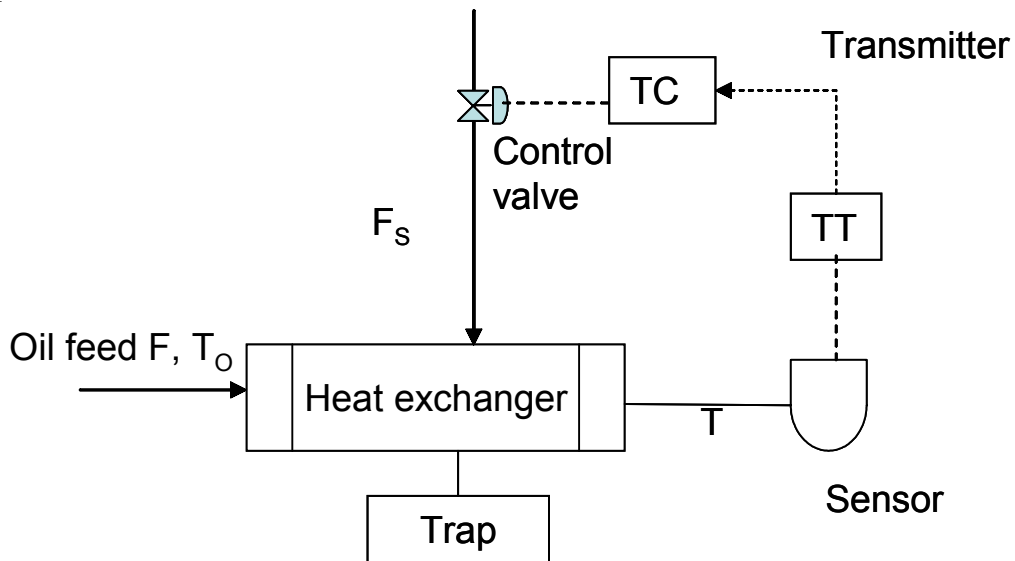 Transmitter
TC
Control
valve
F_S
TT
Oil feed F, T_O
Heat exchanger
T
Sensor
Trap